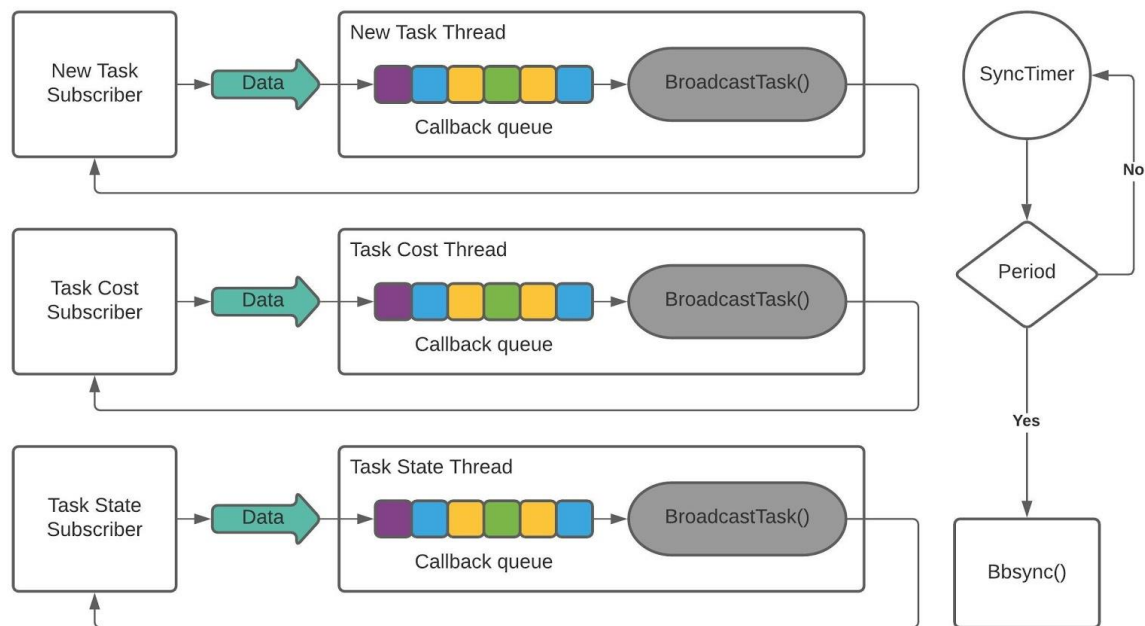 New Task
Subscriber
Data
New Task Thread
Callback queue
BroadcastTask()
Task Cost
Subscriber
Data
Task Cost Thread
Callback queue
BroadcastTask()
Task State
Subscriber
Data
Task State Thread
Callback queue
BroadcastTask()
SyncTimer
No
Period
Yes
Bbsync()